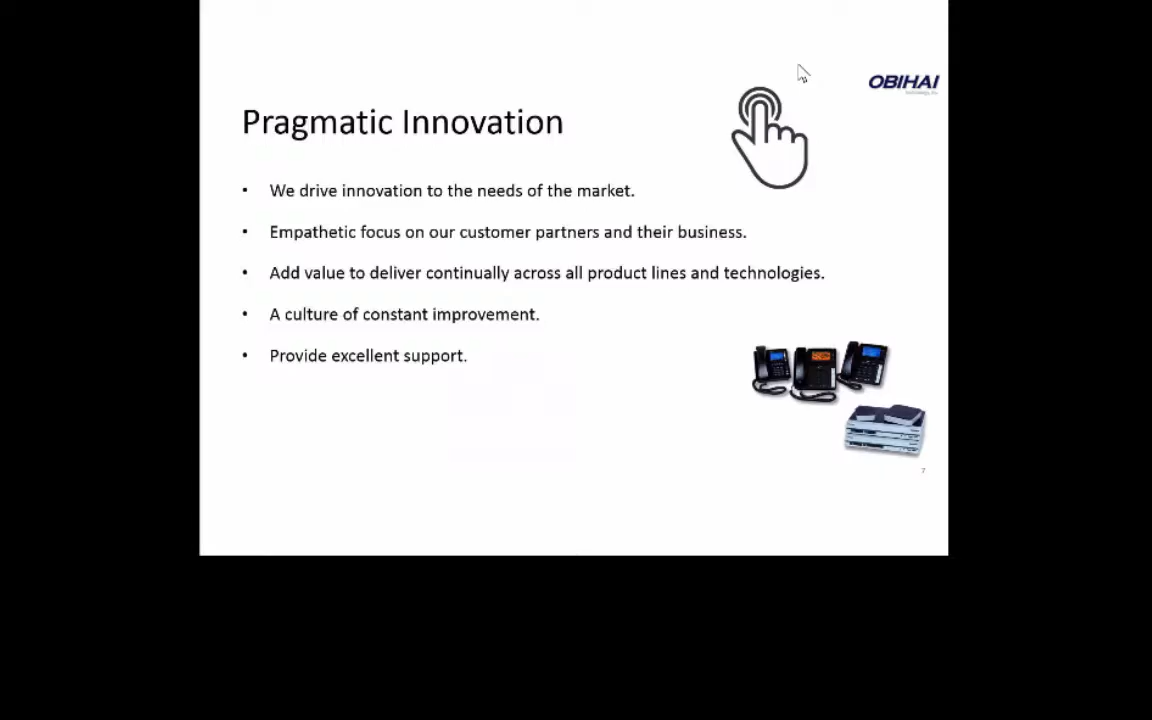 OBIHAI
Pragmatic Innovation
• We drive innovation to the needs of the market.
• Empathetic focus on our customer partners and their business.
• Add value to deliver continually across all product lines and technologies.
• A culture of constant improvement.
• Provide excellent support.
7